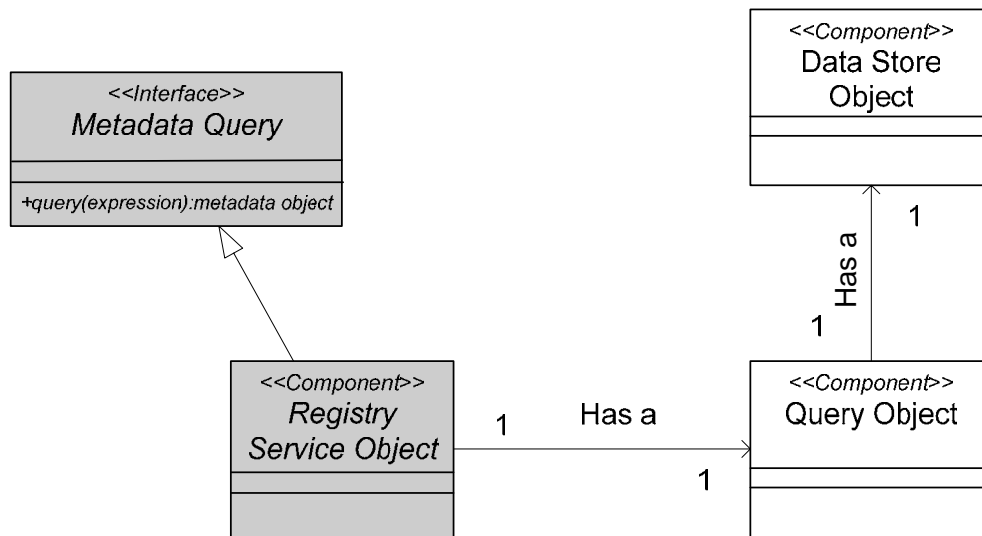 <<Component>>
Data Store
Object
<<Interface>>
Metadata Query
+query(expression):metadata object
1
Has a
1
<<Component>>
Registry
Service Object
1
Has a
1
<<Component>>
Query Object